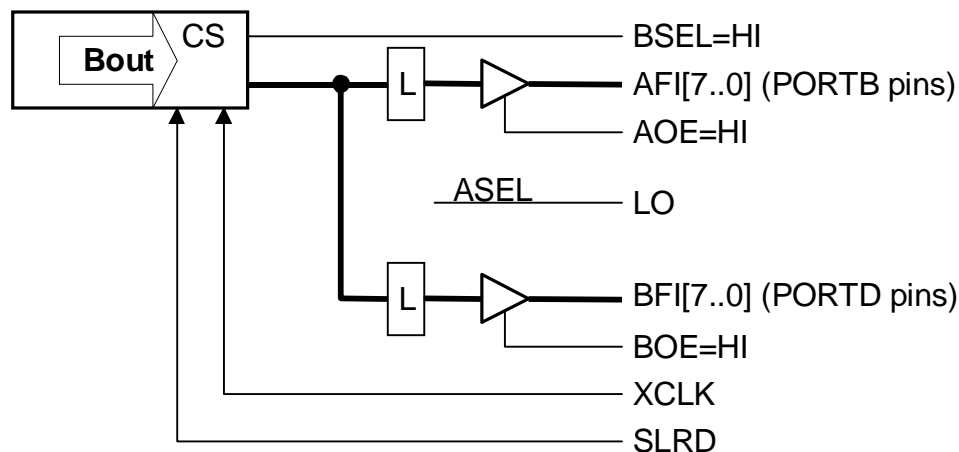 CS
BSEL=HI
Bout
L
AFI[7..0] (PORTB pins)
AOE=HI
ASEL
LO
L
BFI[7..0] (PORTD pins)
BOE=HI
XCLK
SLRD